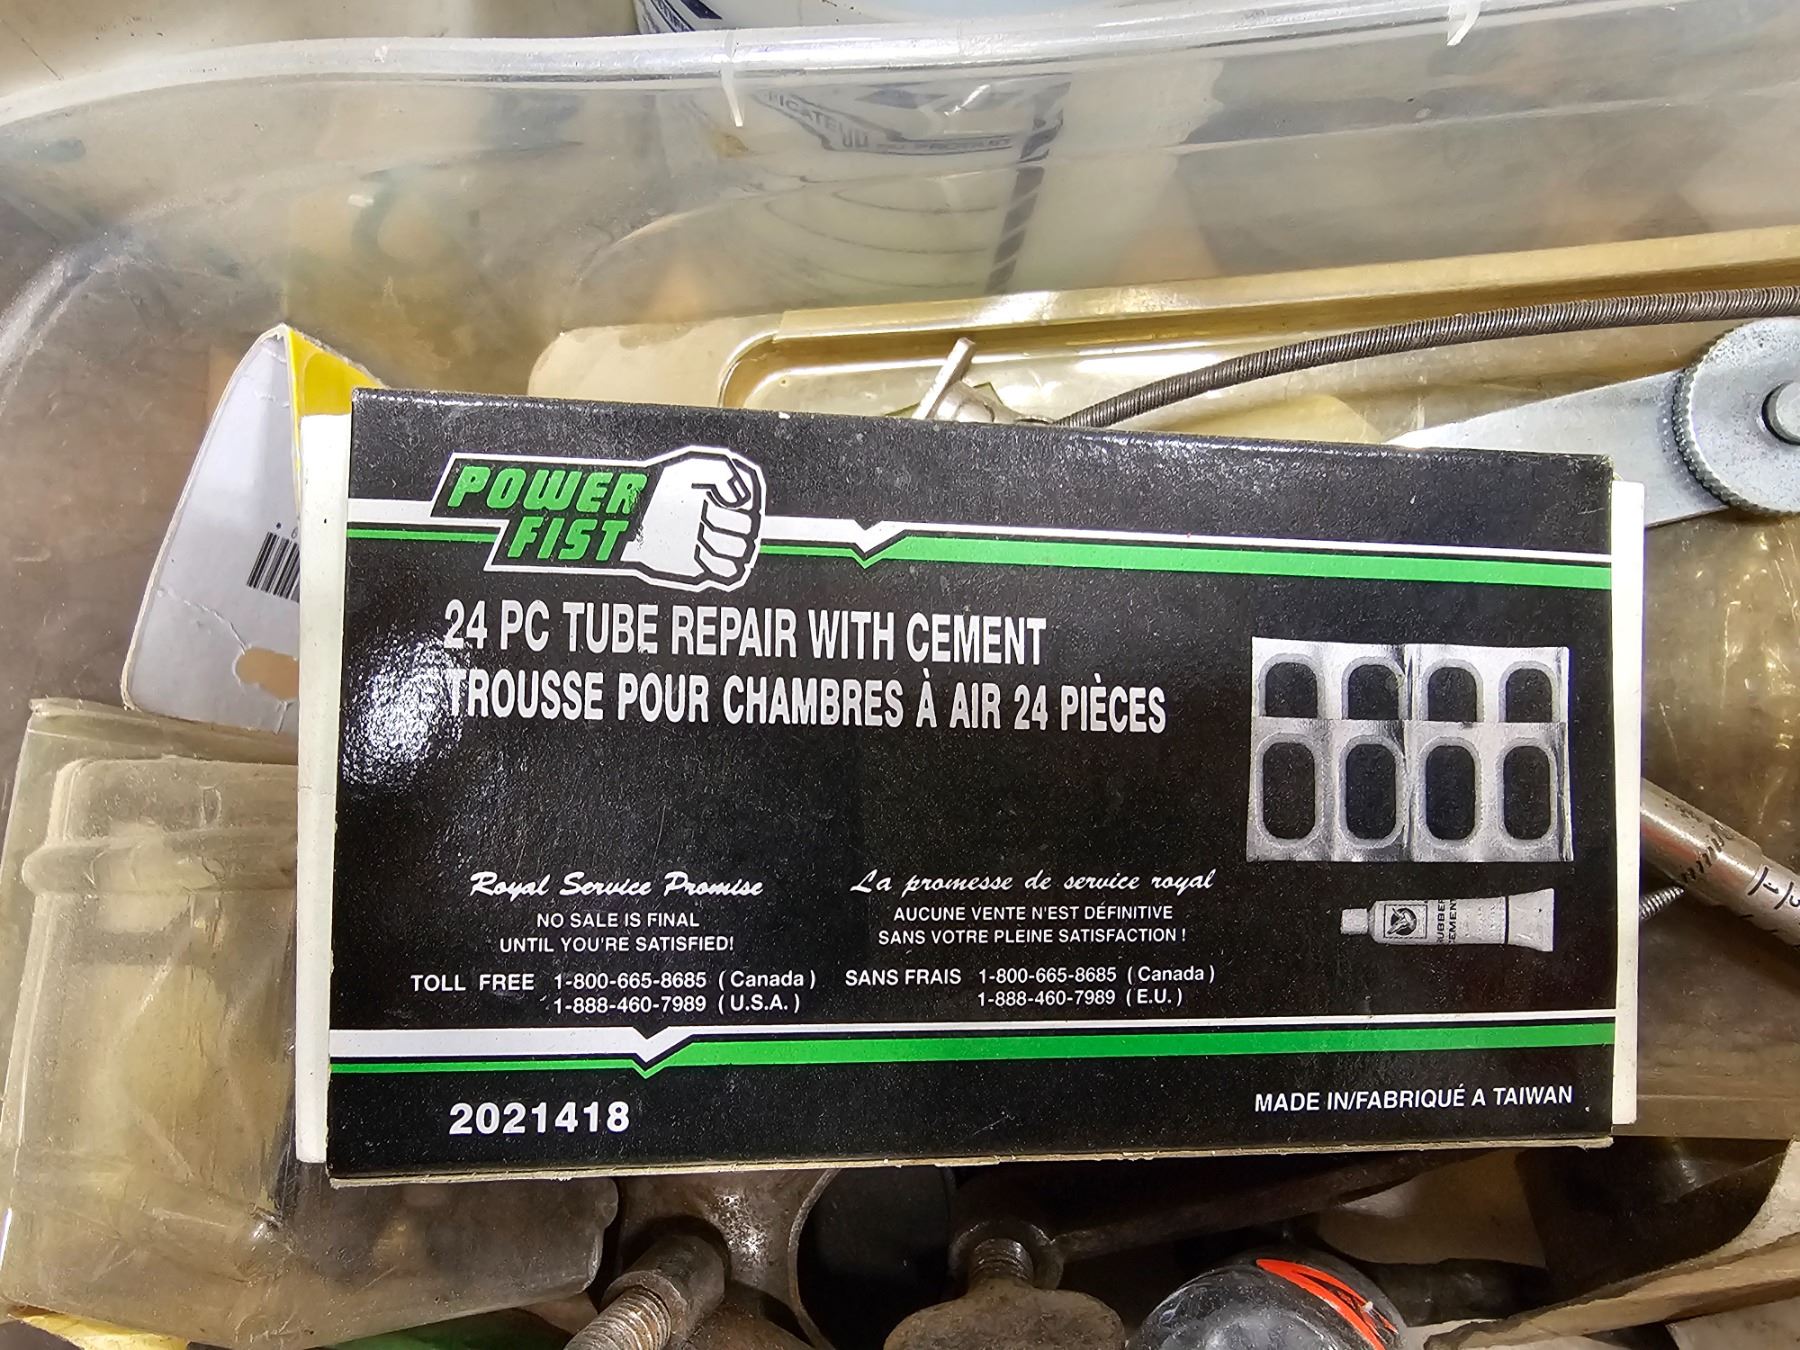 POWER
FIST
24 PC TUBE REPAIR WITH CEMENT
TROUSSE POUR CHAMBRES À AIR 24 PIÈCES
Royal Service Promise
NO SALE IS FINAL
UNTIL YOU'RE SATISFIED!
TOLL FREE 1-800-665-8685 (Canada)
1-888-460-7989 (U.S.A.)
La promesse de service royal
AUCUNE VENTE N'EST DÉFINITIVE
SANS VOTRE PLEINE SATISFACTION !
SANS FRAIS 1-800-665-8685 (Canada)
1-888-460-7989 (E.U.)
2021418
MADE IN/FABRIQUÉ A TAIWAN